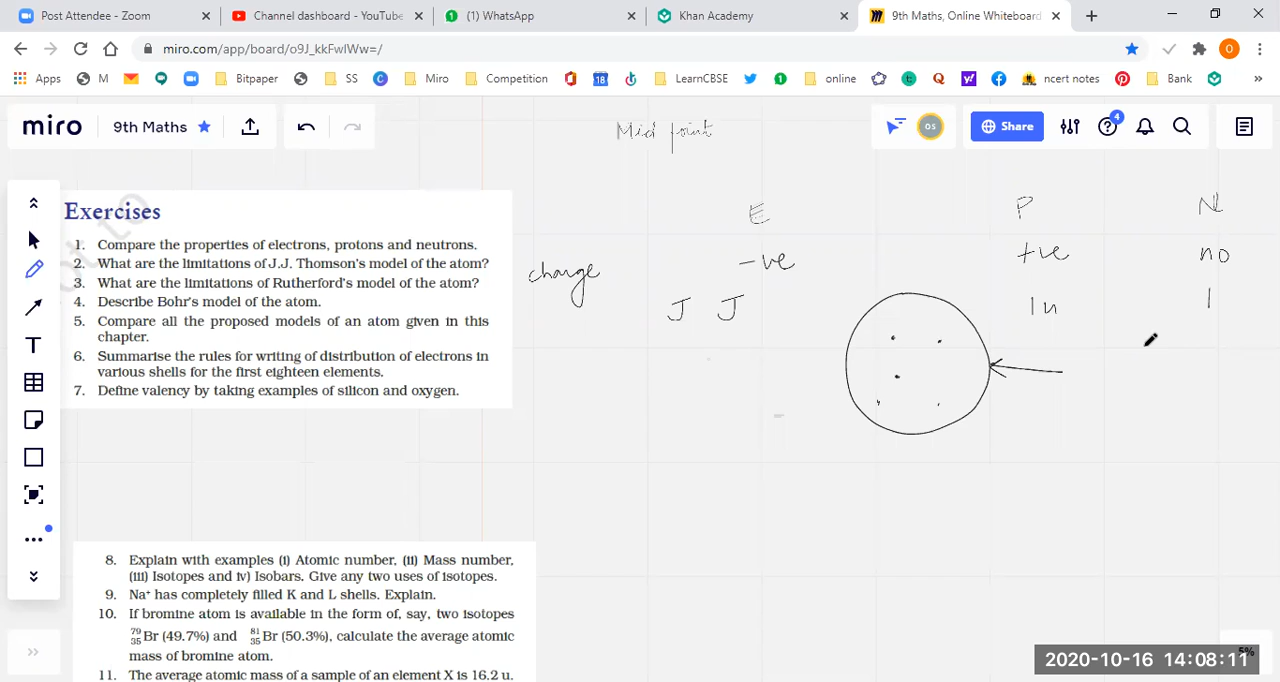 Post Attendee - Zoom
Channel dashboard - YouTube
(1) WhatsApp
Khan Academy
9th Maths, Online Whiteboard
miro.com/app/board/o9J_kkFwIWw=/
O
Apps
M
Bitpaper
SS
Miro
Competition
18
LearnCBSE
1
online
ncert notes
Bank
»
miro
9th Maths
Mid point
OS
Share
4
Exercises
1. Compare the properties of electrons, protons and neutrons.
2. What are the limitations of J.J. Thomson's model of the atom?
3. What are the limitations of Rutherford's model of the atom?
4. Describe Bohr's model of the atom.
5. Compare all the proposed models of an atom given in this
chapter.
6. Summarise the rules for writing of distribution of electrons in
various shells for the first eighteen elements.
7. Define valency by taking examples of silicon and oxygen.
E P N
charge -ve +ve no
J J 1u 1
8. Explain with examples (i) Atomic number, (ii) Mass number,
(iii) Isotopes and iv) Isobars. Give any two uses of isotopes.
9. Na⁺ has completely filled K and L shells. Explain.
10. If bromine atom is available in the form of, say, two isotopes
⁷⁹₃₅Br (49.7%) and ⁸¹₃₅Br (50.3%), calculate the average atomic
mass of bromine atom.
11. The average atomic mass of a sample of an element X is 16.2 u.
2020-10-16 14:08:11